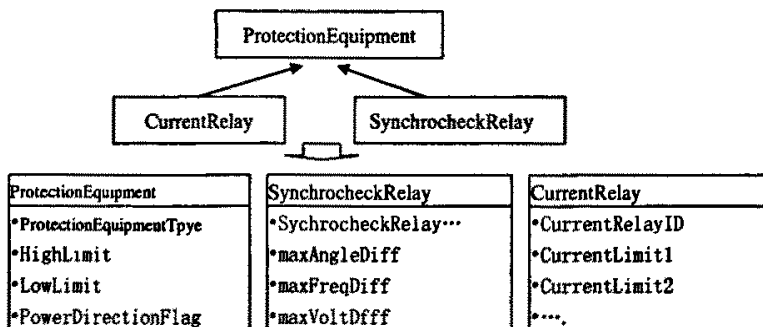 ProtectionEquipment
CurrentRelay
SynchrocheckRelay
ProtectionEquipment
•ProtectionEquipmentTpye
•HighLimit
•LowLimit
•PowerDirectionFlag
SynchrocheckRelay
•SychrocheckRelay⋯
•maxAngleDiff
•maxFreqDiff
•maxVoltDfff
CurrentRelay
•CurrentRelayID
•CurrentLimit1
•CurrentLimit2
•⋯.